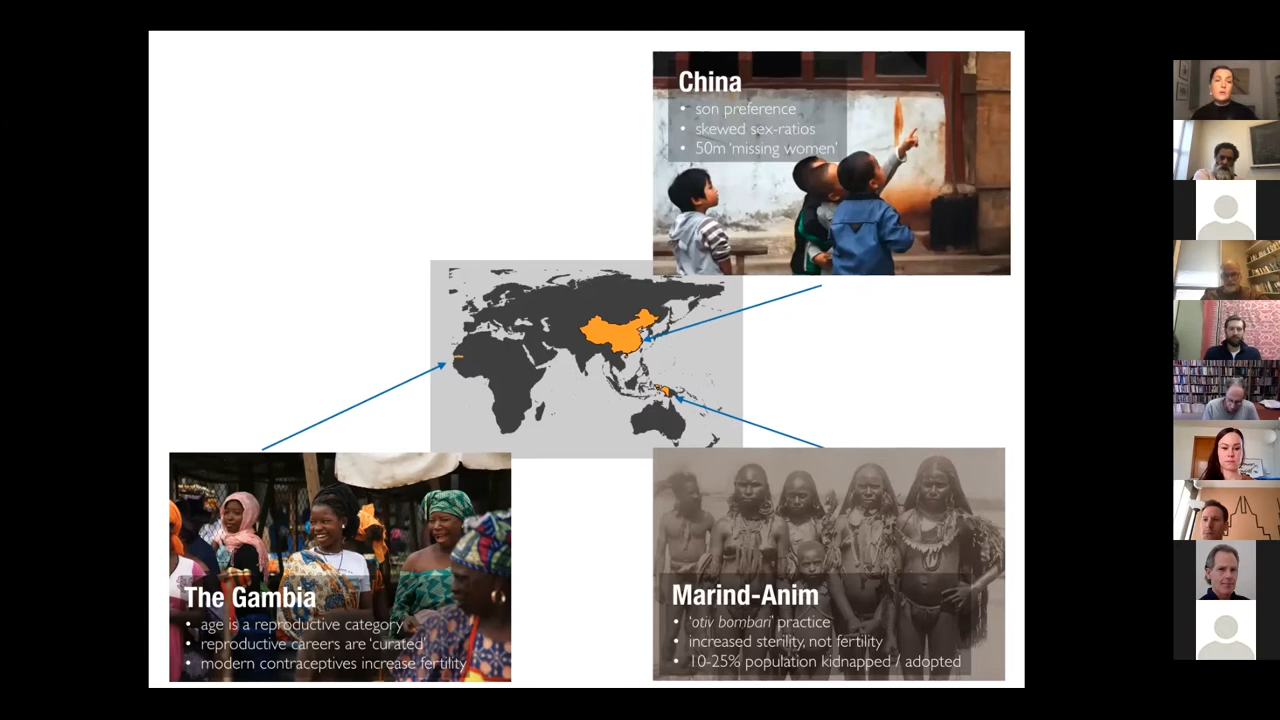 China
• son preference
• skewed sex-ratios
• 50m 'missing women'
The Gambia
• age is a reproductive category
• reproductive careers are 'curated'
• modern contraceptives increase fertility
Marind-Anim
• 'otiv bombari' practice
• increased sterility, not fertility
• 10-25% population kidnapped / adopted